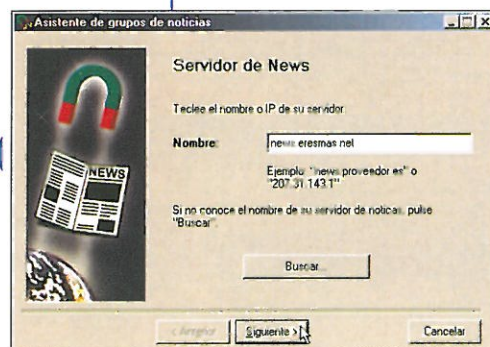 Asistente de grupos de noticias
Servidor de News
Teclee el nombre o IP de su servidor
Nombre:
news.eresmas.net
Ejemplo: "news.proveedor.es" o
"207.31.143.1"
Si no conoce el nombre de su servidor de noticas, pulse
"Buscar".
Buscar...
NEWS
< Anterior
Siguiente >
Cancelar